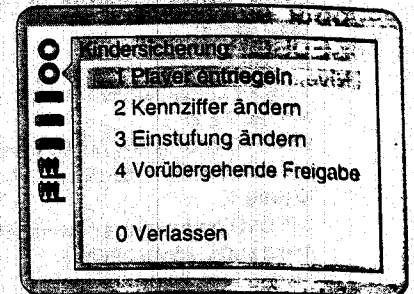 Kindersicherung
1 Player entriegeln
2 Kennziffer ändern
3 Einstufung ändern
4 Vorübergehende Freigabe
0 Verlassen